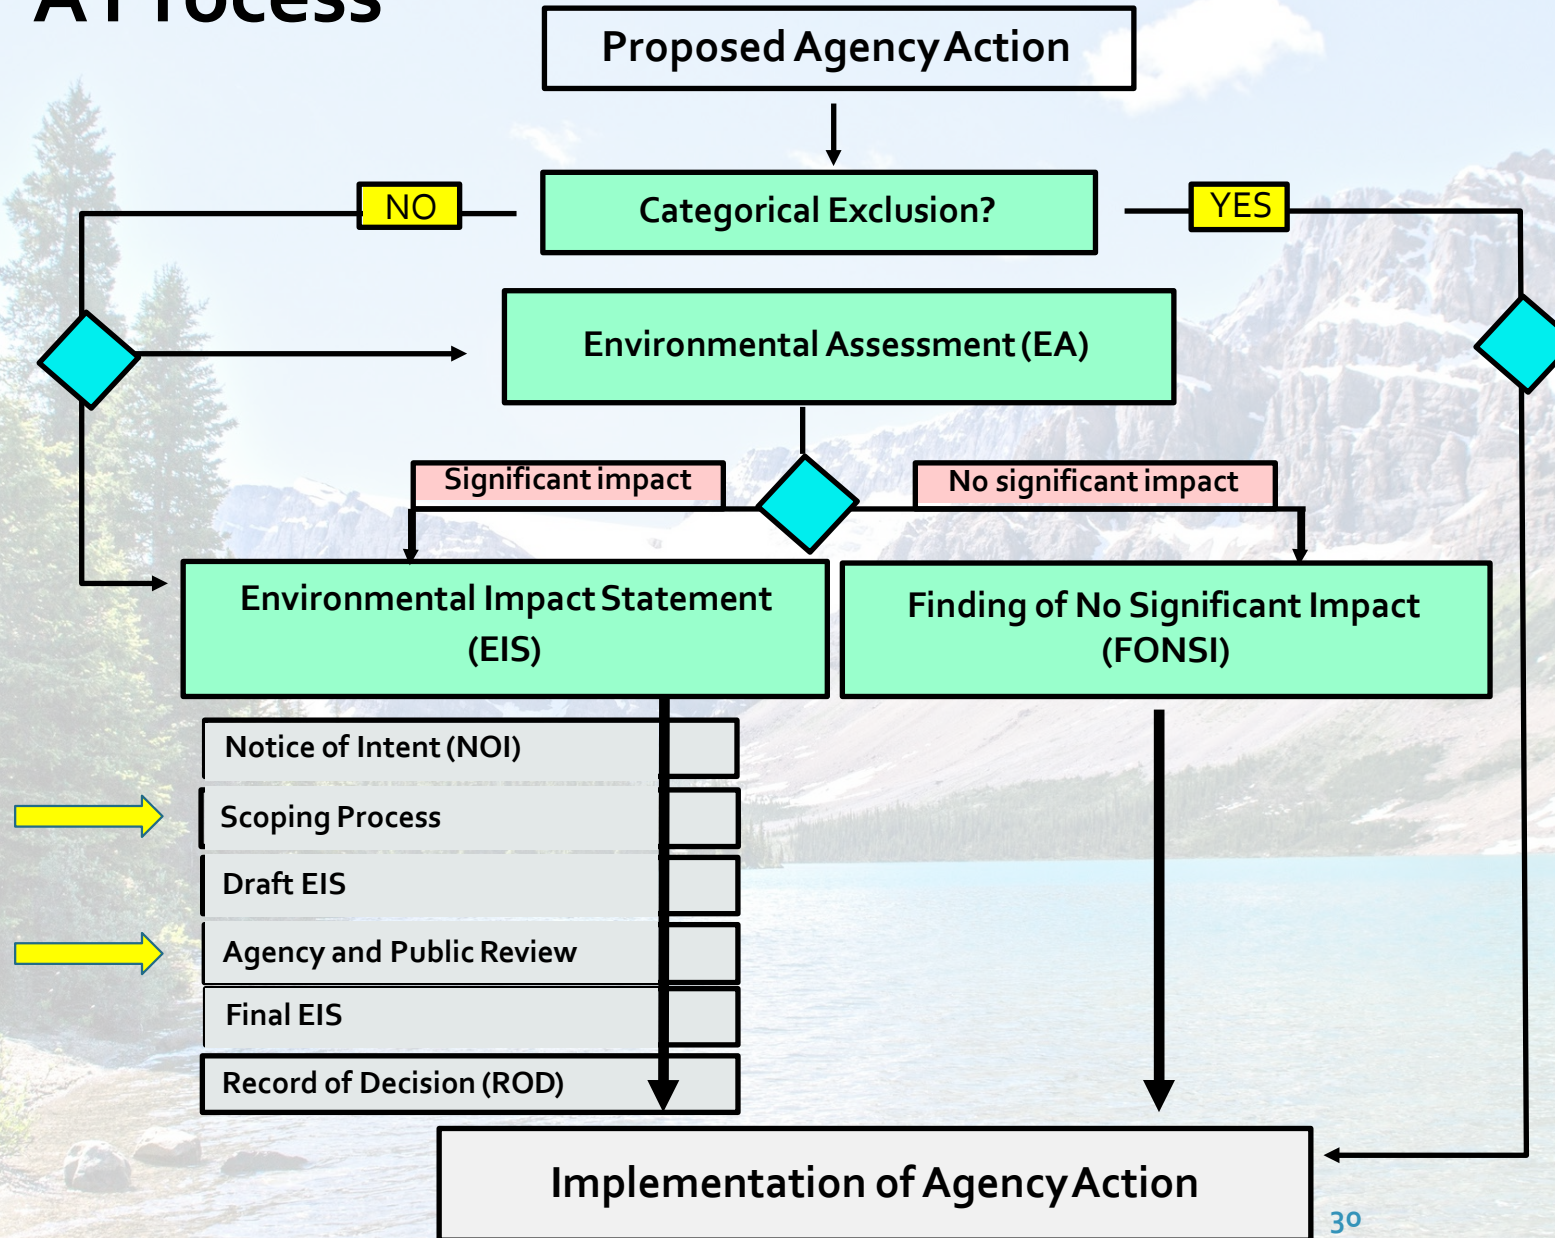 A Process
Proposed Agency Action
NO
Categorical Exclusion?
YES
Environmental Assessment (EA)
Significant impact
No significant impact
Environmental Impact Statement
(EIS)
Finding of No Significant Impact
(FONSI)
Notice of Intent (NOI)
Scoping Process
Draft EIS
Agency and Public Review
Final EIS
Record of Decision (ROD)
Implementation of Agency Action
30